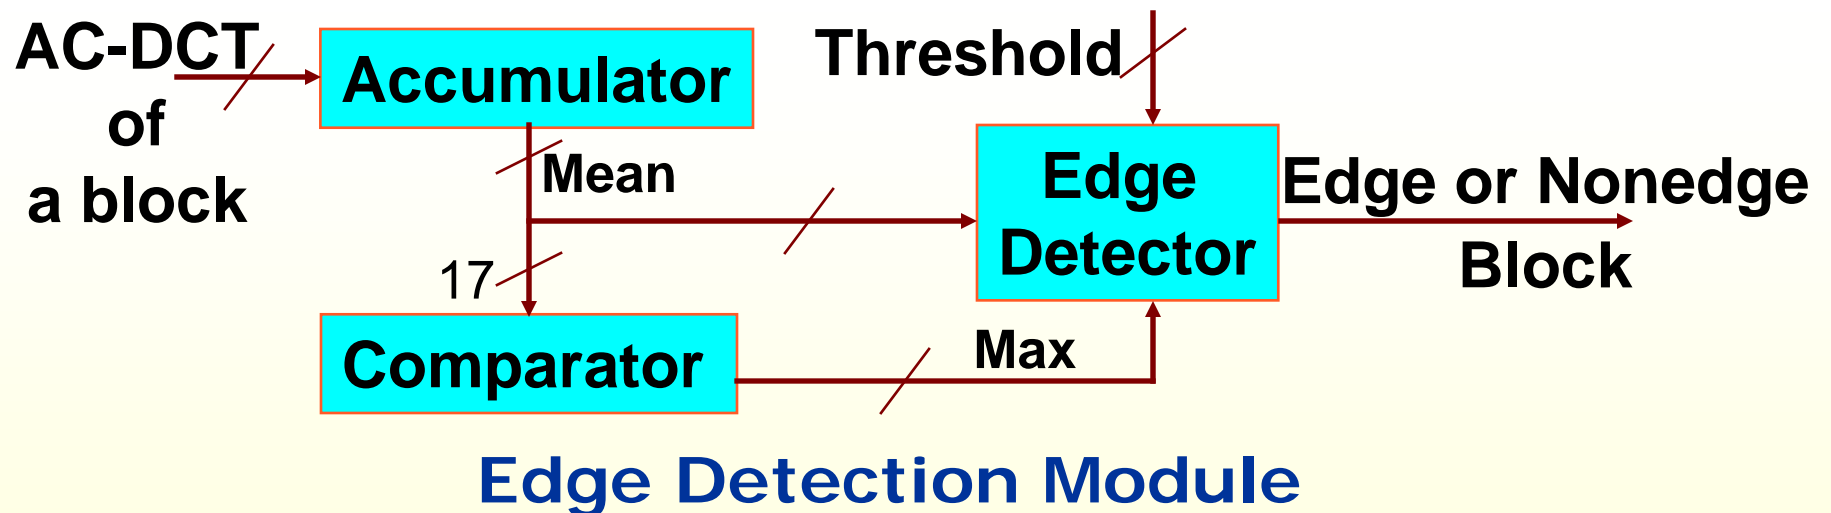 AC-DCT
of
a block
Accumulator
Threshold
Mean
Edge
Detector
Edge or Nonedge
Block
17
Comparator
Max
Edge Detection Module